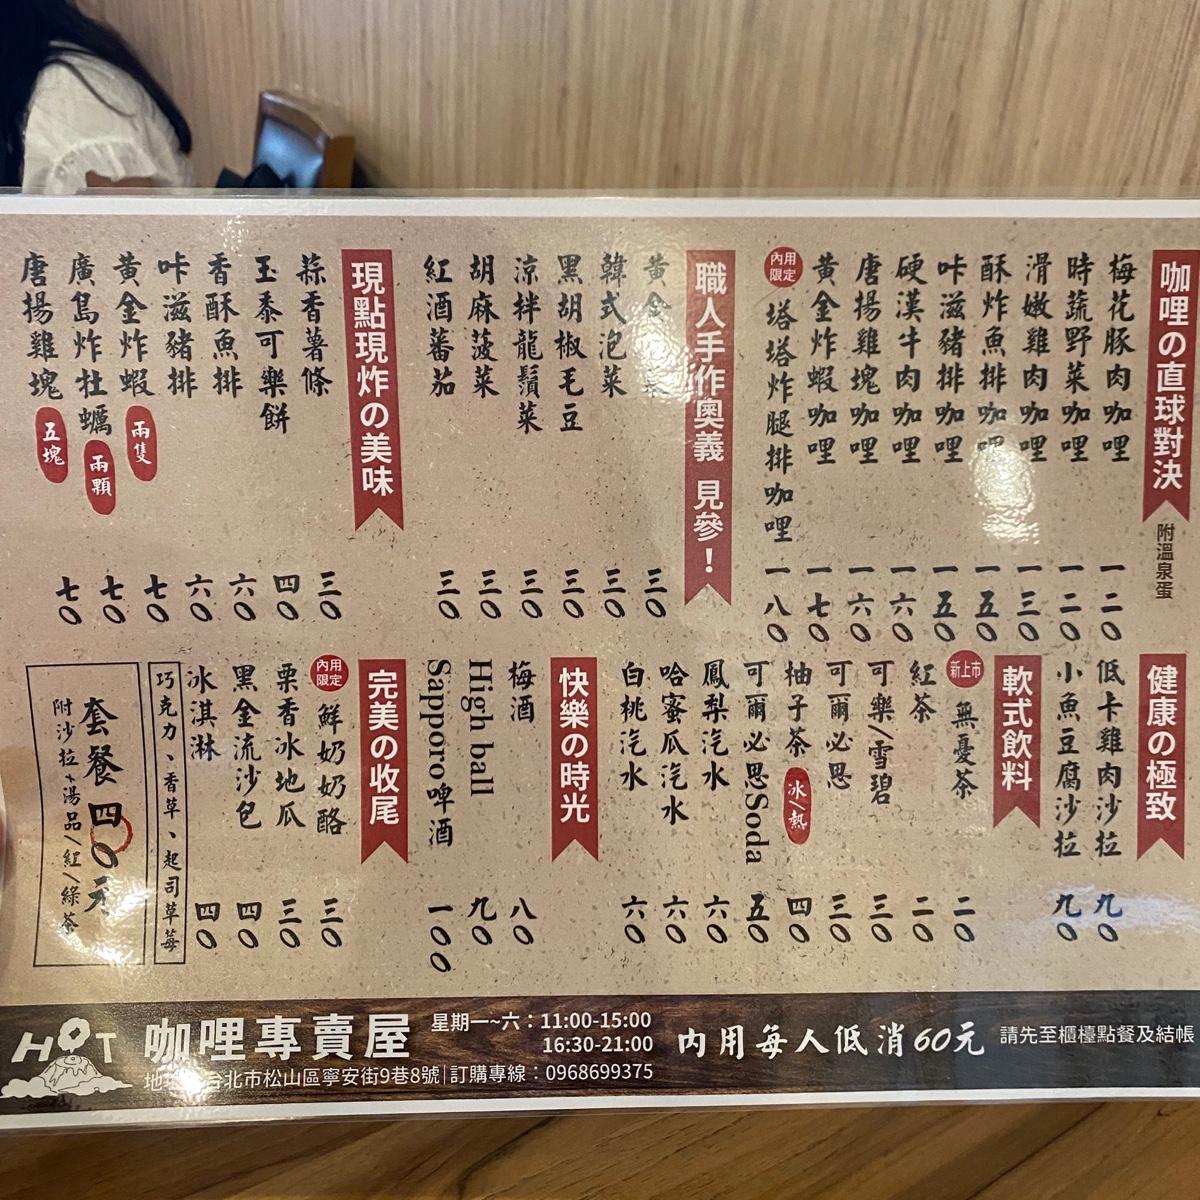 咖哩の直球對決
附溫泉蛋
梅花豚肉咖哩 一二〇
時蔬野菜咖哩 一二〇
滑嫩雞肉咖哩 一三〇
酥炸魚排咖哩 一五〇
咔滋豬排咖哩 一五〇
硬漢牛肉咖哩 一六〇
唐揚雞塊咖哩 一六〇
黃金炸蝦咖哩 一七〇
內用限定 塔塔炸腿排咖哩 一八〇
職人手作奧義 見參！
黃金 三〇
韓式泡菜 三〇
黑胡椒毛豆 三〇
涼拌龍鬚菜 三〇
胡麻菠菜 三〇
紅酒蕃茄 三〇
現點現炸の美味
蒜香薯條 三〇
玉黍可樂餅 四〇
香酥魚排 六〇
咔滋豬排 六〇
黃金炸蝦 兩隻 七〇
廣島炸牡蠣 兩顆 七〇
唐揚雞塊 五塊 七〇
健康の極致
低卡雞肉沙拉 九〇
小魚豆腐沙拉 九〇
軟式飲料
新上市 無憂茶 二〇
紅茶 二〇
可樂/雪碧 三〇
可爾必思 三〇
柚子茶 冰/熱 四〇
可爾必思Soda 五〇
鳳梨汽水 六〇
哈蜜瓜汽水 六〇
白桃汽水 六〇
快樂の時光
梅酒 八〇
High ball 九〇
Sapporo啤酒 一〇〇
完美の收尾
內用限定 鮮奶奶酪 三〇
栗香冰地瓜 三〇
黑金流沙包 四〇
冰淇淋 四〇
巧克力、香草、起司草莓
套餐四〇元
附沙拉+湯品/紅/綠茶
HOT 咖哩專賣屋
星期一~六：11:00-15:00
16:30-21:00
台北市松山區寧安街9巷8號|訂購專線：0968699375
內用每人低消60元
請先至櫃檯點餐及結帳